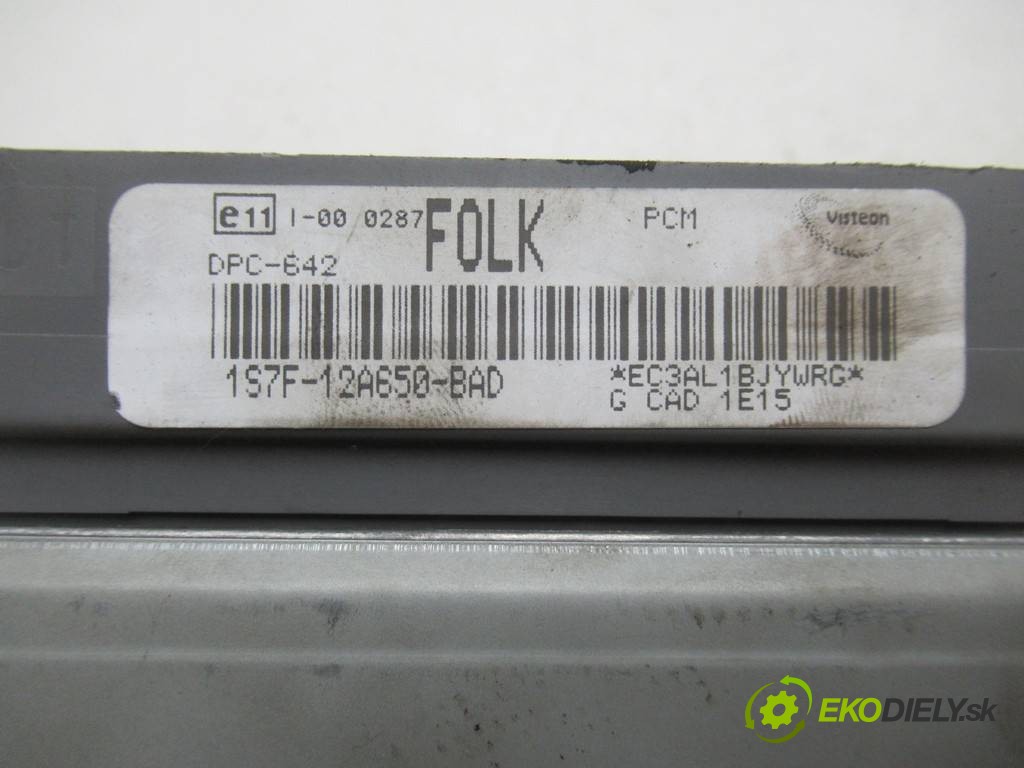 e11 I-00 0287 FOLK PCM Visteon
DPC-642
1S7F-12A650-BAD *EC3AL1BJYWRG*
G CAD 1E15
EKODIELY.sk